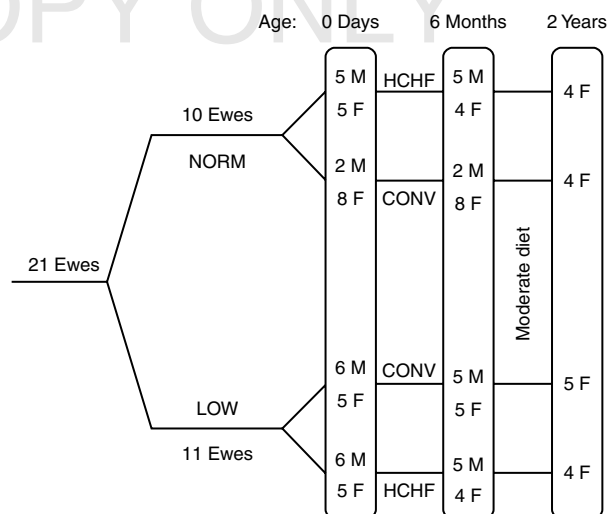 OPY ONLY
Age: 0 Days 6 Months 2 Years
5 M HCHF 5 M
4 F
5 F 4 F
10 Ewes
NORM
2 M 2 M
4 F
8 F CONV 8 F
Moderate diet
21 Ewes
6 M CONV 5 M
5 F
5 F 5 F
LOW
11 Ewes
6 M 5 M
4 F
5 F HCHF 4 F